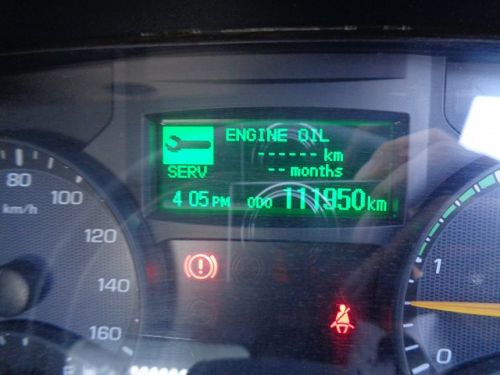 ENGINE OIL
------ km
SERV -- months
4 05 PM ODO 111950 km
80
100
km/h
120
140
160
1
0